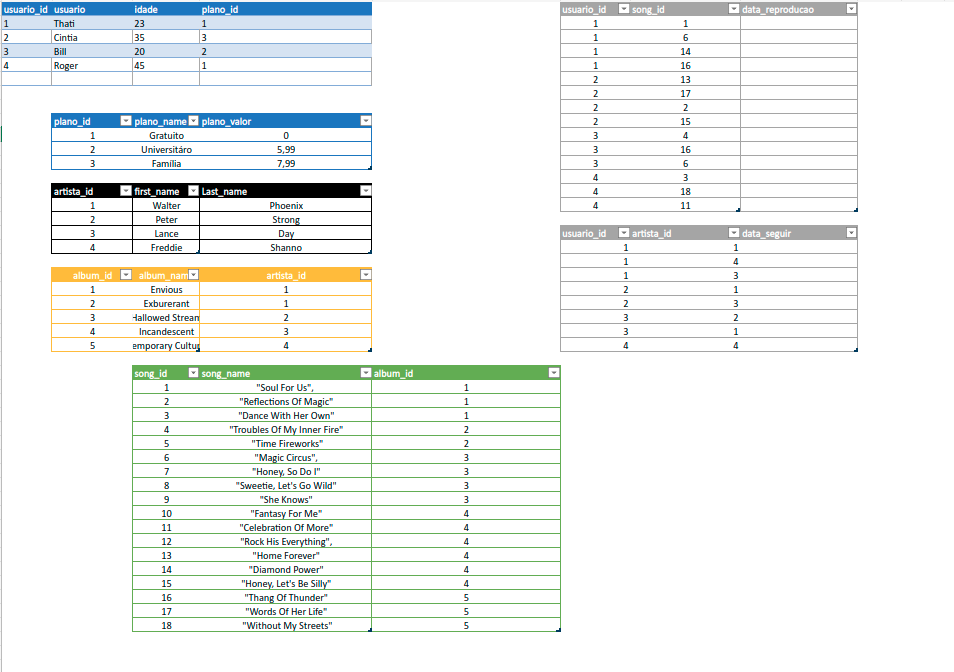 usuario_id usuario idade plano_id
1 Thati 23 1
2 Cintia 35 3
3 Bill 20 2
4 Roger 45 1
plano_id plano_name plano_valor
1 Gratuito 0
2 Universitáro 5,99
3 Família 7,99
artista_id first_name Last_name
1 Walter Phoenix
2 Peter Strong
3 Lance Day
4 Freddie Shanno
album_id album_nam artista_id
1 Envious 1
2 Exburerant 1
3 Hallowed Stream 2
4 Incandescent 3
5 emporary Cultur 4
song_id song_name album_id
1 "Soul For Us", 1
2 "Reflections Of Magic" 1
3 "Dance With Her Own" 1
4 "Troubles Of My Inner Fire" 2
5 "Time Fireworks" 2
6 "Magic Circus", 3
7 "Honey, So Do I" 3
8 "Sweetie, Let's Go Wild" 3
9 "She Knows" 3
10 "Fantasy For Me" 4
11 "Celebration Of More" 4
12 "Rock His Everything", 4
13 "Home Forever" 4
14 "Diamond Power" 4
15 "Honey, Let's Be Silly" 4
16 "Thang Of Thunder" 5
17 "Words Of Her Life" 5
18 "Without My Streets" 5
usuario_id song_id data_reproducao
1 1
1 6
1 14
1 16
2 13
2 17
2 2
2 15
3 4
3 16
3 6
4 3
4 18
4 11
usuario_id artista_id data_seguir
1 1
1 4
1 3
2 1
2 3
3 2
3 1
4 4